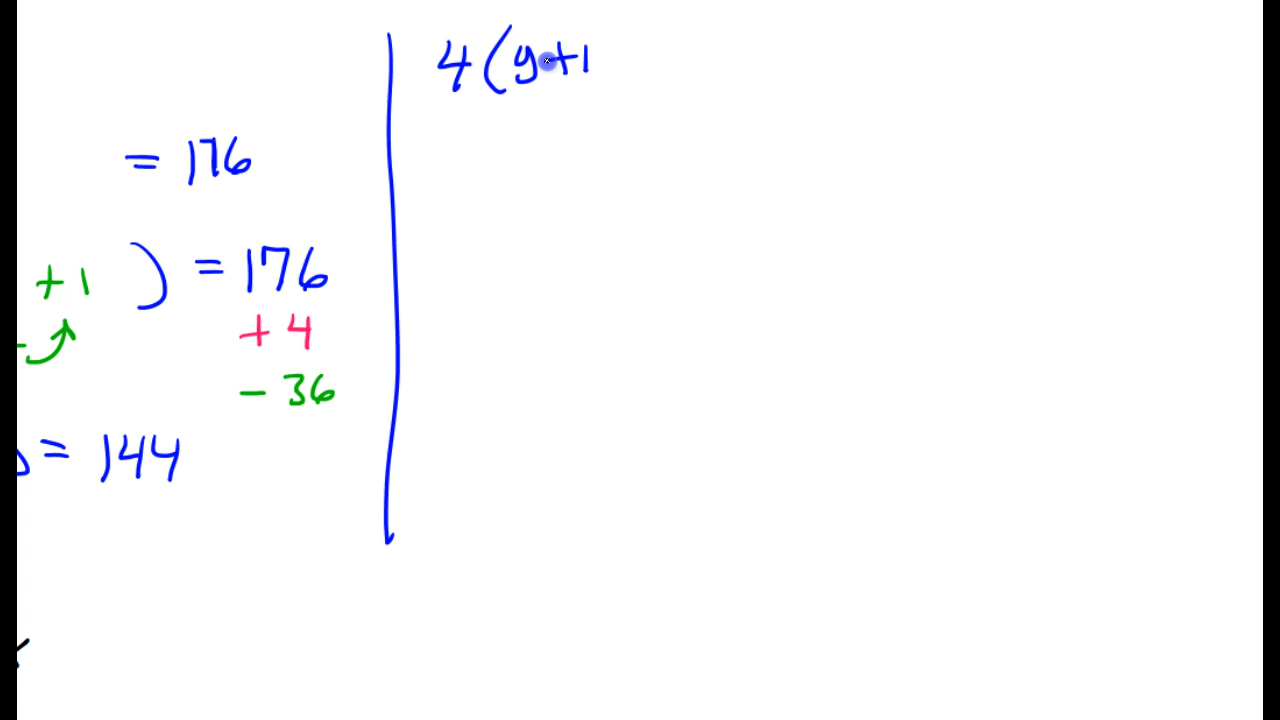 4(y+1
= 176
+1 ) = 176
+ 4
- 36
= 144